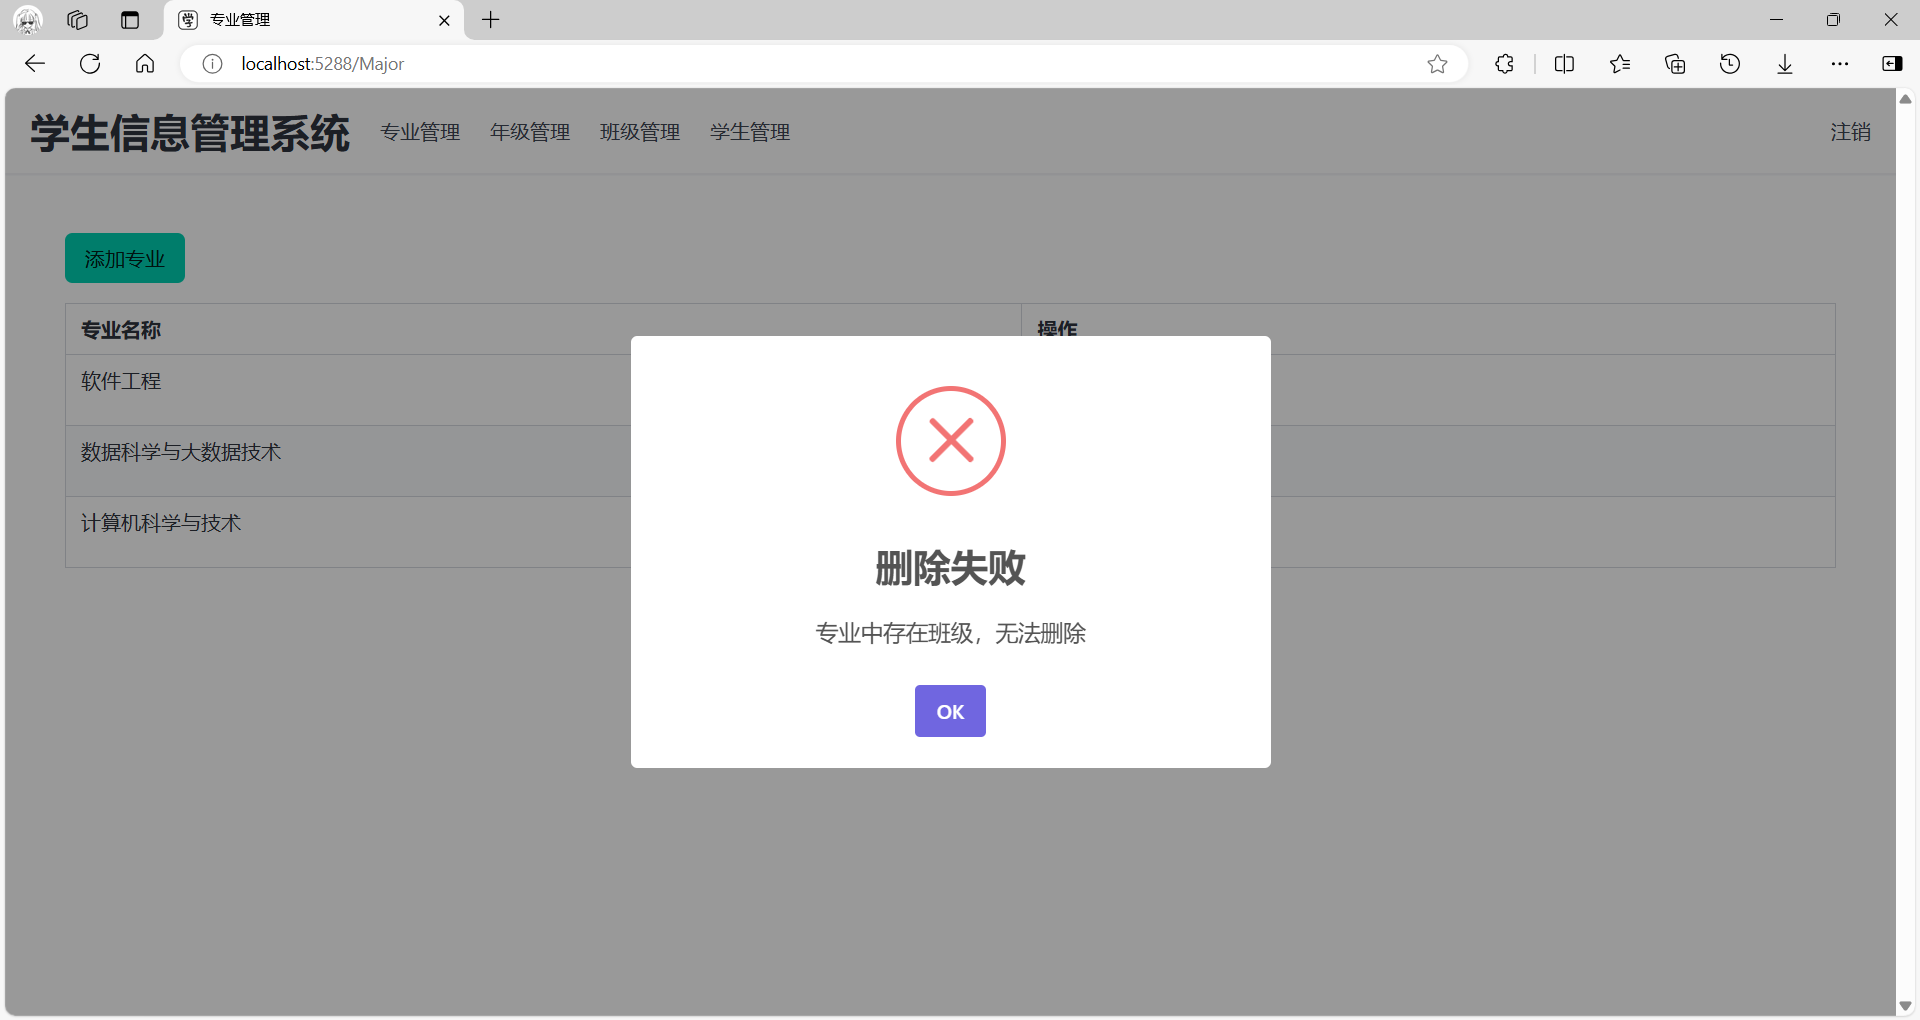 专业管理
localhost:5288/Major
学生信息管理系统 专业管理 年级管理 班级管理 学生管理 注销
添加专业
专业名称 操作
软件工程
数据科学与大数据技术
计算机科学与技术
删除失败
专业中存在班级，无法删除
OK